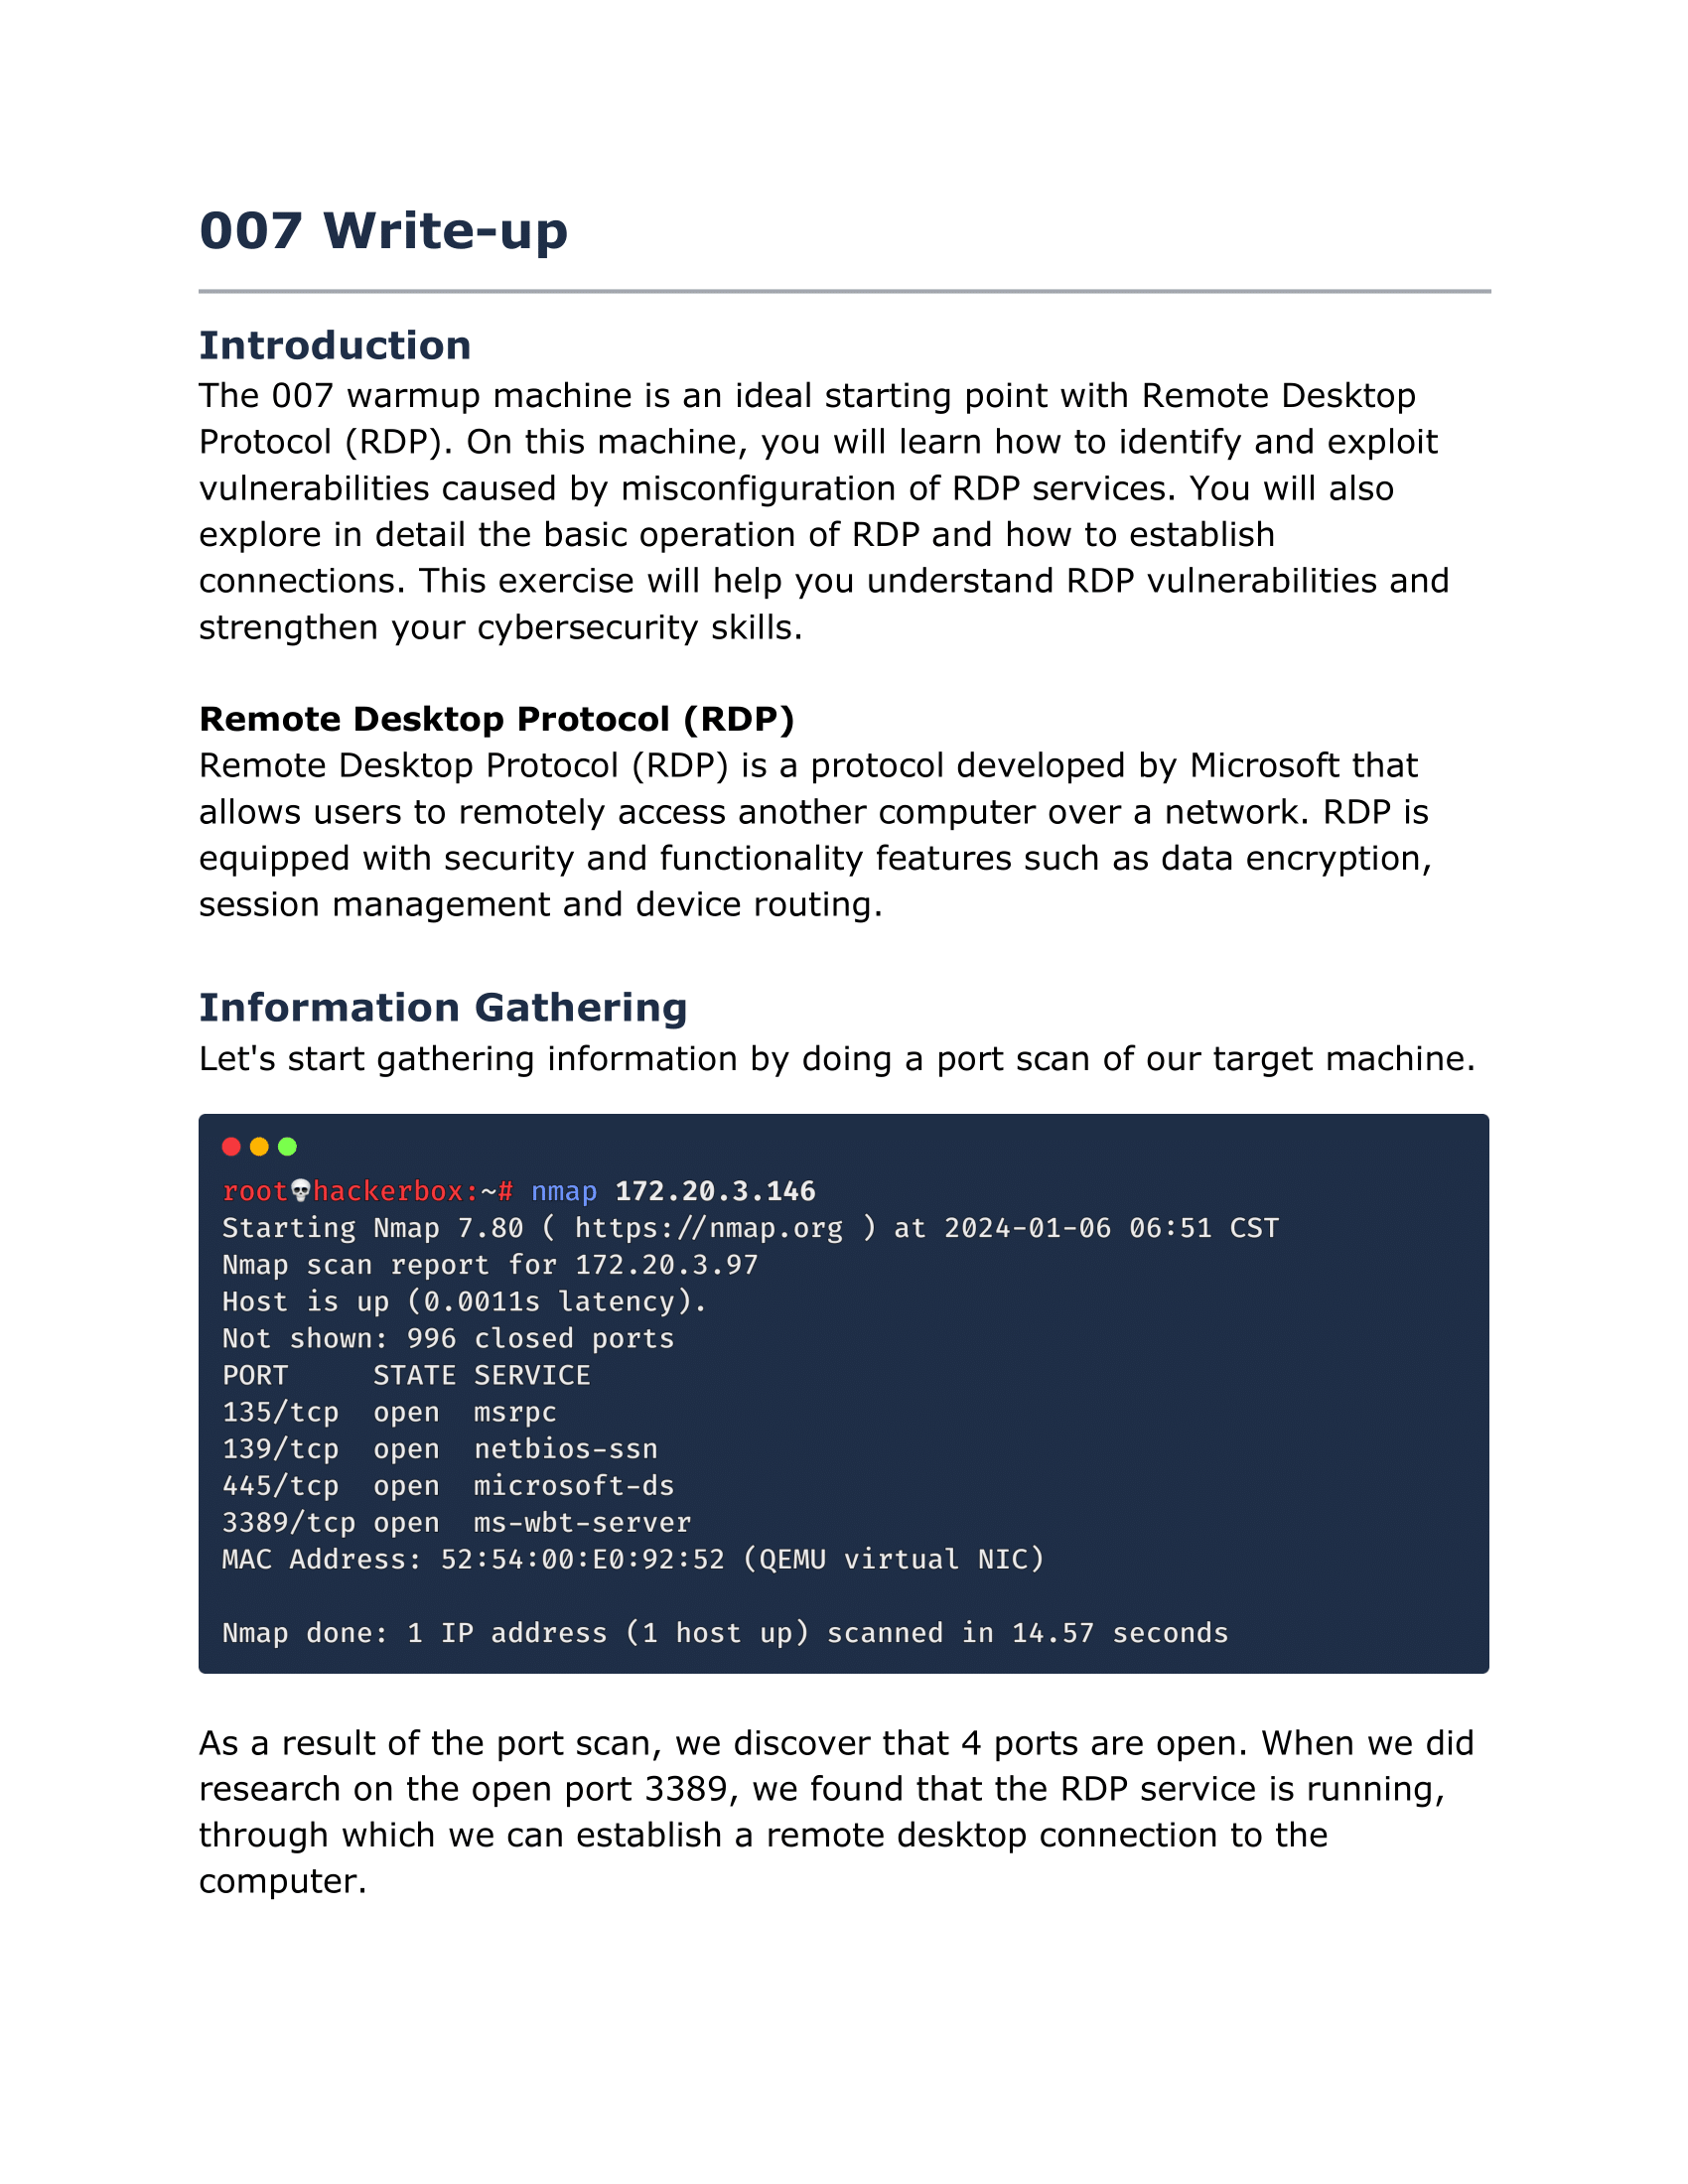 007 Write-up
Introduction
The 007 warmup machine is an ideal starting point with Remote Desktop
Protocol (RDP). On this machine, you will learn how to identify and exploit
vulnerabilities caused by misconfiguration of RDP services. You will also
explore in detail the basic operation of RDP and how to establish
connections. This exercise will help you understand RDP vulnerabilities and
strengthen your cybersecurity skills.
Remote Desktop Protocol (RDP)
Remote Desktop Protocol (RDP) is a protocol developed by Microsoft that
allows users to remotely access another computer over a network. RDP is
equipped with security and functionality features such as data encryption,
session management and device routing.
Information Gathering
Let's start gathering information by doing a port scan of our target machine.
root💀hackerbox:~# nmap 172.20.3.146
Starting Nmap 7.80 ( https://nmap.org ) at 2024-01-06 06:51 CST
Nmap scan report for 172.20.3.97
Host is up (0.0011s latency).
Not shown: 996 closed ports
PORT     STATE SERVICE
135/tcp  open  msrpc
139/tcp  open  netbios-ssn
445/tcp  open  microsoft-ds
3389/tcp open  ms-wbt-server
MAC Address: 52:54:00:E0:92:52 (QEMU virtual NIC)
Nmap done: 1 IP address (1 host up) scanned in 14.57 seconds
As a result of the port scan, we discover that 4 ports are open. When we did
research on the open port 3389, we found that the RDP service is running,
through which we can establish a remote desktop connection to the
computer.